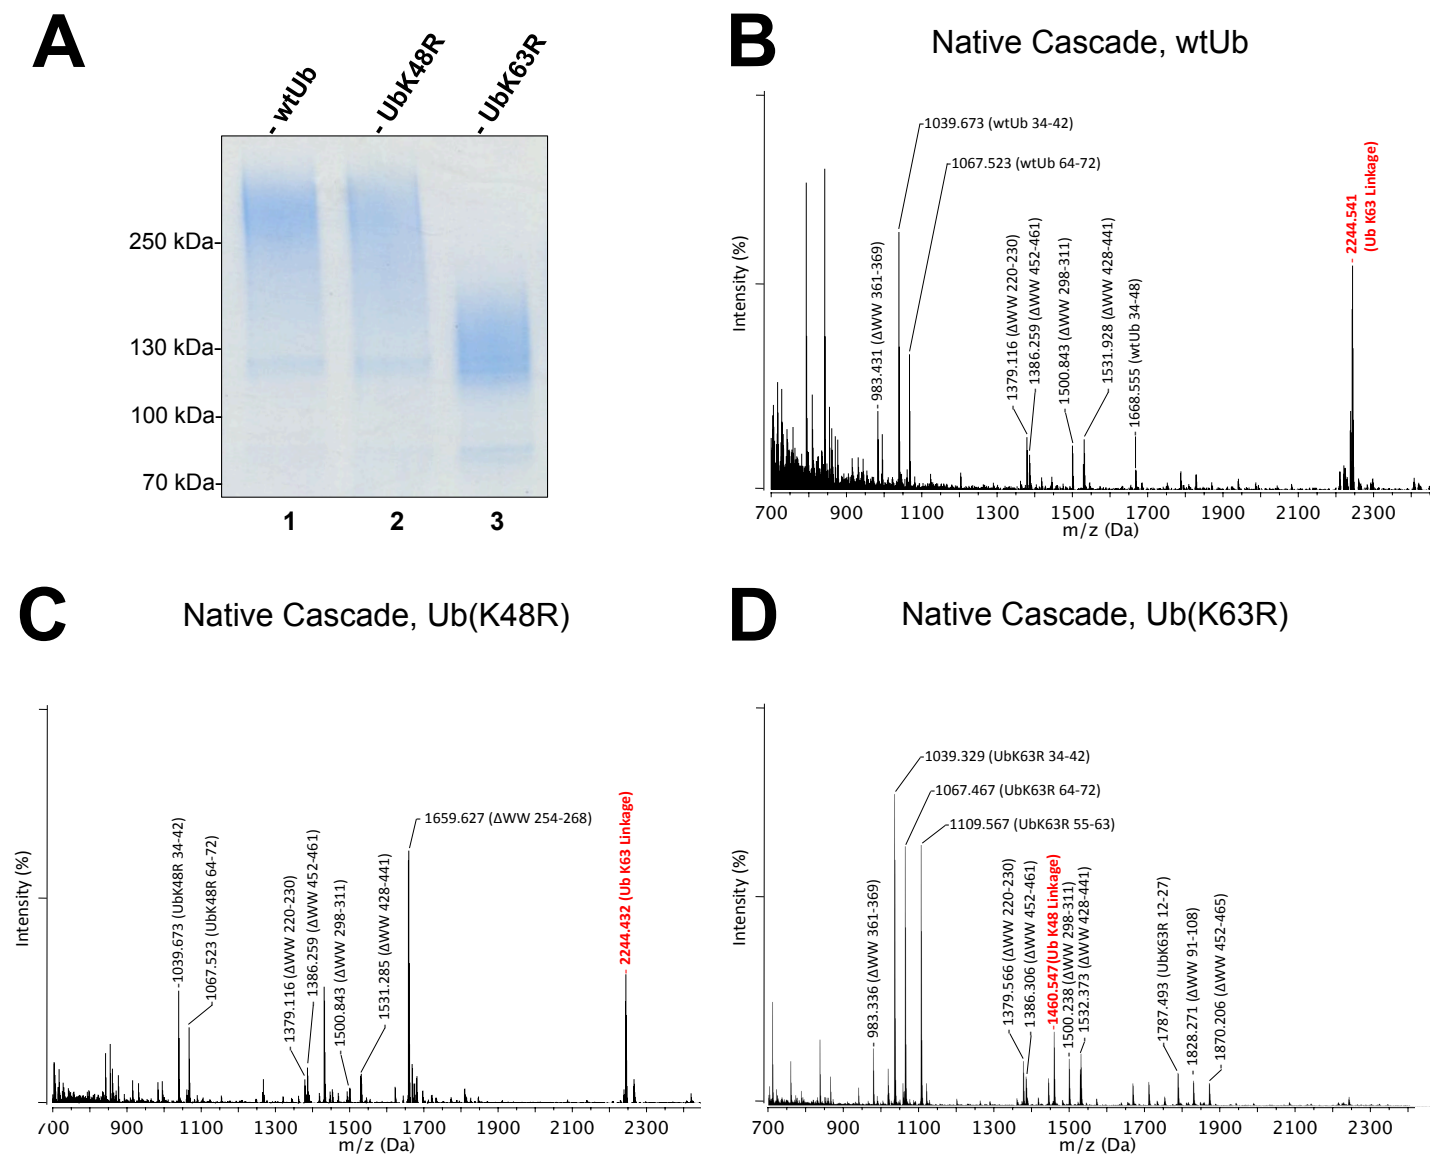 A
- wtUb
- UbK48R
- UbK63R
250 kDa-
130 kDa-
100 kDa-
70 kDa-
1 2 3
B
Native Cascade, wtUb
Intensity (%)
983.431 (ΔWW 361-369)
1039.673 (wtUb 34-42)
1067.523 (wtUb 64-72)
1379.116 (ΔWW 220-230)
1386.259 (ΔWW 452-461)
1500.843 (ΔWW 298-311)
1531.928 (ΔWW 428-441)
1668.555 (wtUb 34-48)
2244.541
(Ub K63 Linkage)
700 900 1100 1300 1500 1700 1900 2100 2300
m/z (Da)
C
Native Cascade, Ub(K48R)
Intensity (%)
1039.673 (UbK48R 34-42)
1067.523 (UbK48R 64-72)
1379.116 (ΔWW 220-230)
1386.259 (ΔWW 452-461)
1500.843 (ΔWW 298-311)
1531.285 (ΔWW 428-441)
1659.627 (ΔWW 254-268)
2244.432 (Ub K63 Linkage)
700 900 1100 1300 1500 1700 1900 2100 2300
m/z (Da)
D
Native Cascade, Ub(K63R)
Intensity (%)
983.336 (ΔWW 361-369)
1039.329 (UbK63R 34-42)
1067.467 (UbK63R 64-72)
1109.567 (UbK63R 55-63)
1379.566 (ΔWW 220-230)
1386.306 (ΔWW 452-461)
1460.547(Ub K48 Linkage)
1500.238 (ΔWW 298-311)
1532.373 (ΔWW 428-441)
1787.493 (UbK63R 12-27)
1828.271 (ΔWW 91-108)
1870.206 (ΔWW 452-465)
700 900 1100 1300 1500 1700 1900 2100 2300
m/z (Da)